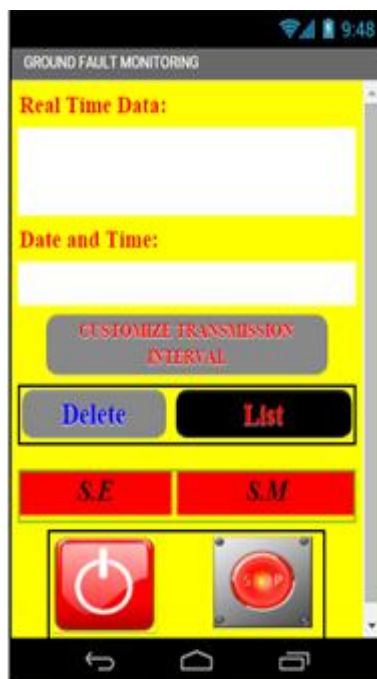 9:48
GROUND FAULT MONITORING
Real Time Data:
Date and Time:
CUSTOMIZE TRANSMISSION
INTERVAL
Delete List
S.E S.M
STOP